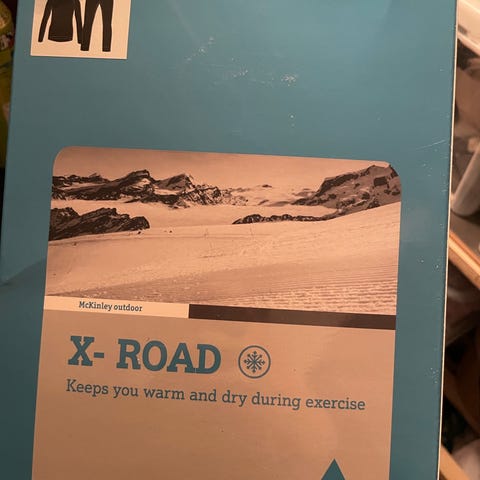 McKinley outdoor
X- ROAD
Keeps you warm and dry during exercise